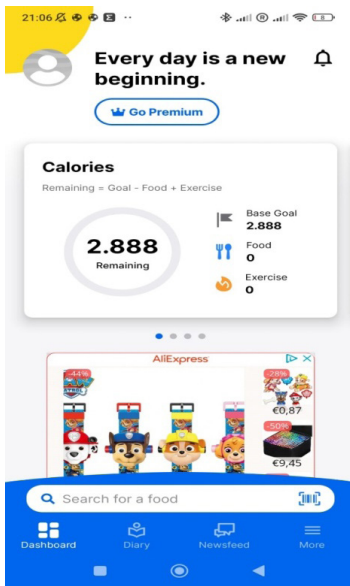 21:06
Every day is a new
beginning.
Go Premium
Calories
Remaining = Goal - Food + Exercise
2.888
Remaining
Base Goal
2.888
Food
0
Exercise
0
AliExpress
-44%
-28%
€0,87
-50%
€9,45
Search for a food
Dashboard
Diary
Newsfeed
More